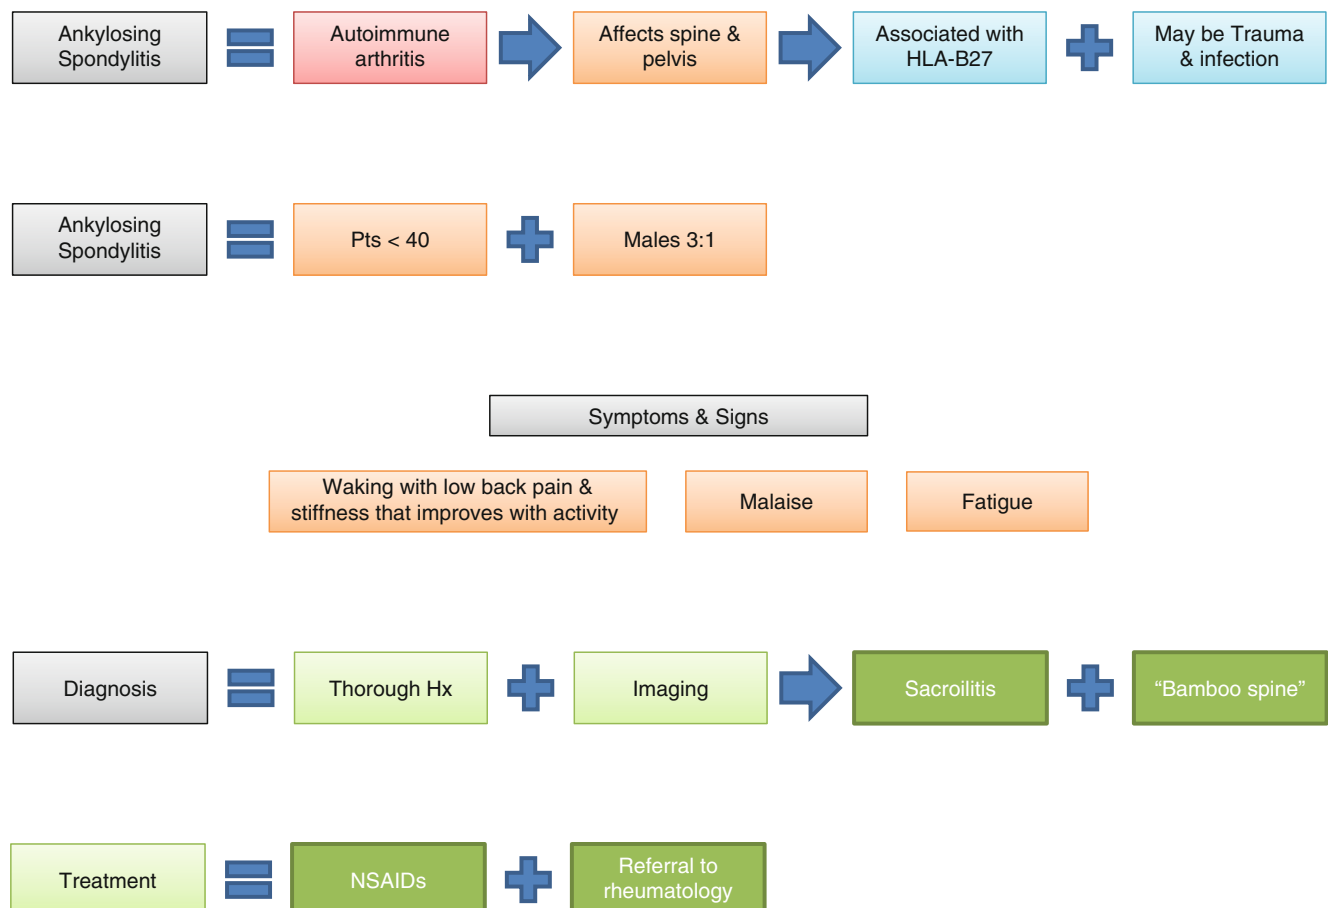 Ankylosing
Spondylitis
Autoimmune
arthritis
Affects spine &
pelvis
Associated with
HLA-B27
May be Trauma
& infection
Ankylosing
Spondylitis
Pts < 40
Males 3:1
Symptoms & Signs
Waking with low back pain &
stiffness that improves with activity
Malaise
Fatigue
Diagnosis
Thorough Hx
Imaging
Sacroilitis
“Bamboo spine”
Treatment
NSAIDs
Referral to
rheumatology